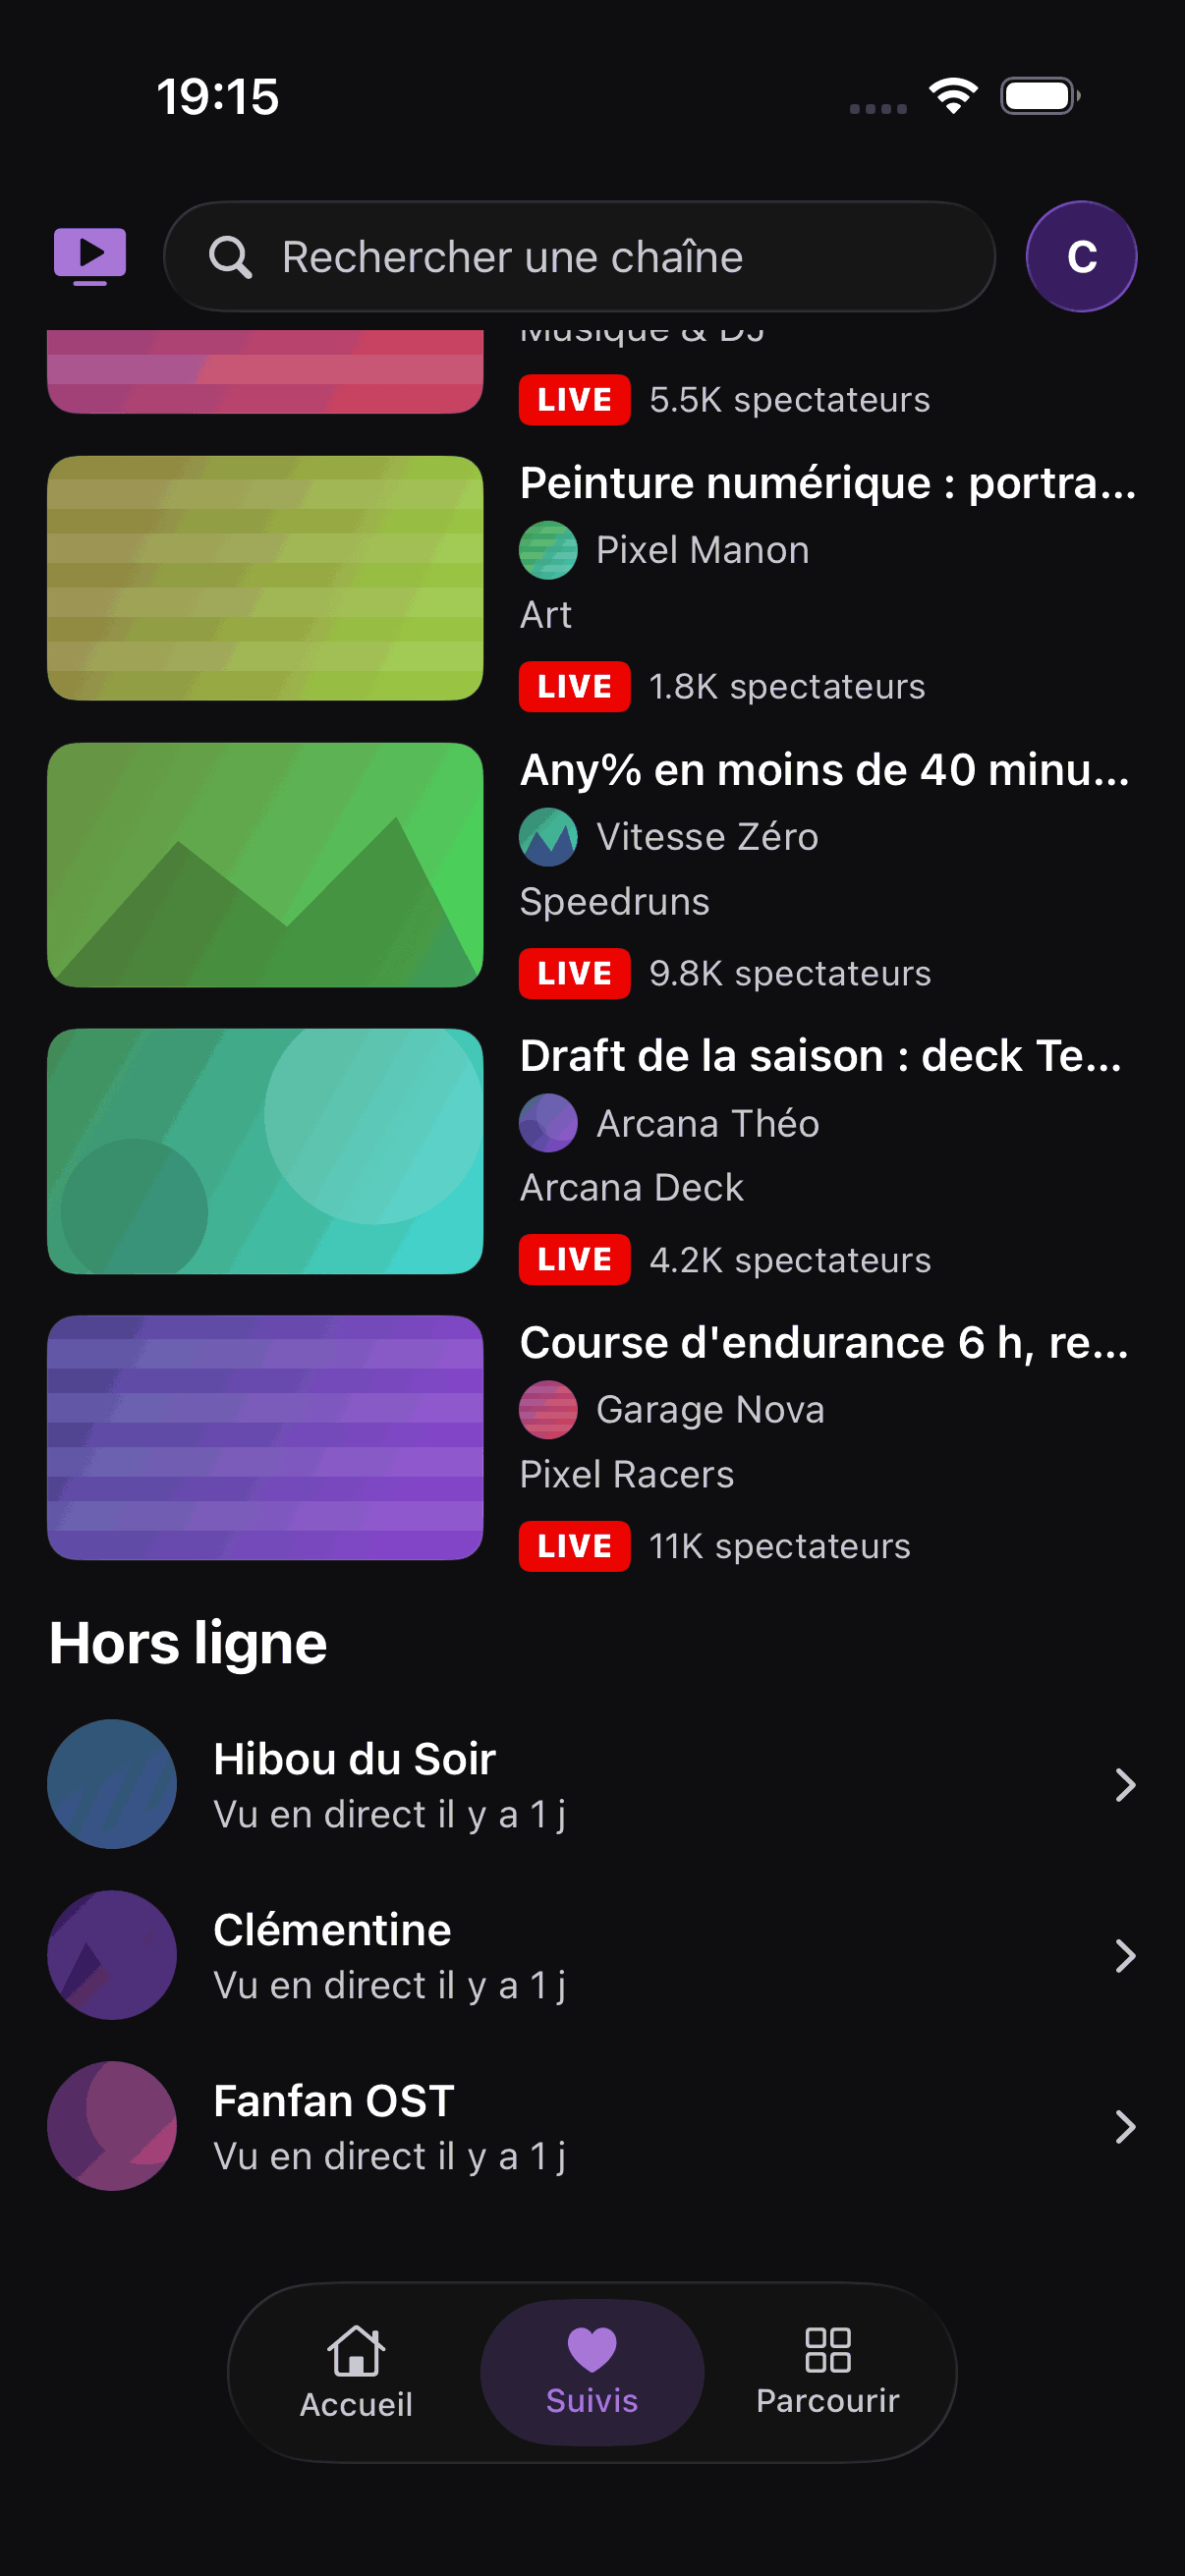 19:15
Rechercher une chaîne
C
Musique & DJ
LIVE 5.5K spectateurs
Peinture numérique : portra...
Pixel Manon
Art
LIVE 1.8K spectateurs
Any% en moins de 40 minu...
Vitesse Zéro
Speedruns
LIVE 9.8K spectateurs
Draft de la saison : deck Te...
Arcana Théo
Arcana Deck
LIVE 4.2K spectateurs
Course d'endurance 6 h, re...
Garage Nova
Pixel Racers
LIVE 11K spectateurs
Hors ligne
Hibou du Soir
Vu en direct il y a 1 j
Clémentine
Vu en direct il y a 1 j
Fanfan OST
Vu en direct il y a 1 j
Accueil
Suivis
Parcourir